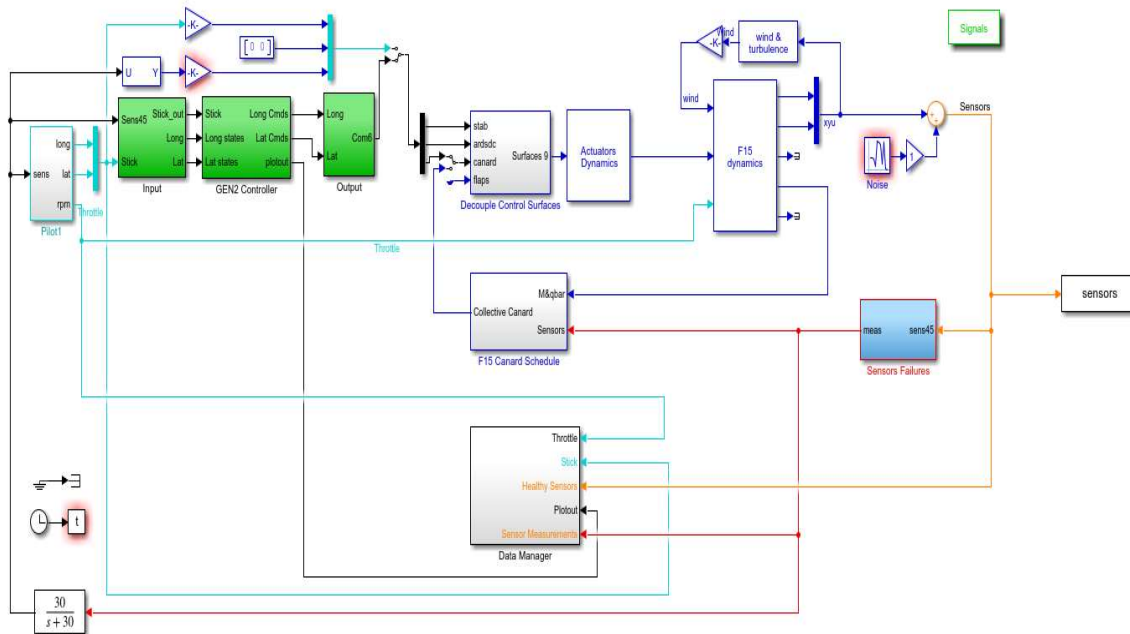 -K-
[ 0 0 ]
U Y
-K-
Sens45
Stick
Stick_out
Long
Lat
Input
Stick
Long states
Lat states
Long Cmds
Lat Cmds
plotout
GEN2 Controller
Long
Lat
Com6
Output
sens
long
lat
rpm
Pilot1
Throttle
Throttle
stab
ardsdc
canard
flaps
Surfaces 9
Decouple Control Surfaces
Actuators
Dynamics
-K-
Wind
wind &
turbulence
wind
F15
dynamics
xyu
Signals
Noise
1
Sensors
sensors
Collective Canard
M&qbar
Sensors
F15 Canard Schedule
meas
sens45
Sensors Failures
Throttle
Stick
Healthy Sensors
Plotout
Sensor Measurements
Data Manager
t
30
s + 30